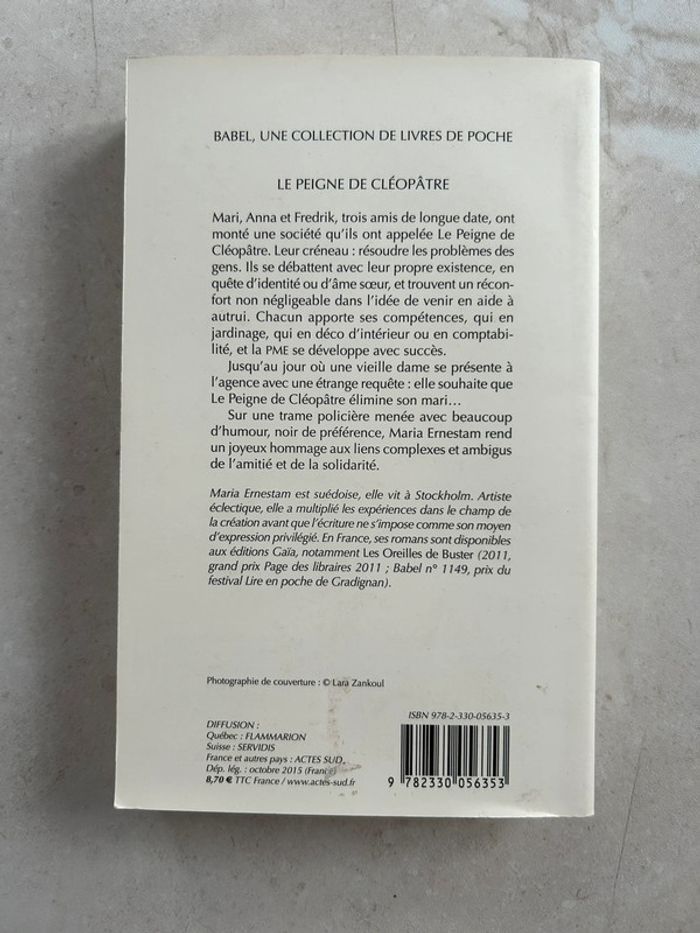 BABEL, UNE COLLECTION DE LIVRES DE POCHE
LE PEIGNE DE CLÉOPÂTRE
Mari, Anna et Fredrik, trois amis de longue date, ont
monté une société qu'ils ont appelée Le Peigne de
Cléopâtre. Leur créneau : résoudre les problèmes des
gens. Ils se débattent avec leur propre existence, en
quête d'identité ou d'âme sœur, et trouvent un récon-
fort non négligeable dans l'idée de venir en aide à
autrui. Chacun apporte ses compétences, qui en
jardinage, qui en déco d'intérieur ou en comptabi-
lité, et la PME se développe avec succès.
Jusqu'au jour où une vieille dame se présente à
l'agence avec une étrange requête : elle souhaite que
Le Peigne de Cléopâtre élimine son mari...
Sur une trame policière menée avec beaucoup
d'humour, noir de préférence, Maria Ernestam rend
un joyeux hommage aux liens complexes et ambigus
de l'amitié et de la solidarité.
Maria Ernestam est suédoise, elle vit à Stockholm. Artiste
éclectique, elle a multiplié les expériences dans le champ de
la création avant que l'écriture ne s'impose comme son moyen
d'expression privilégié. En France, ses romans sont disponibles
aux éditions Gaïa, notamment Les Oreilles de Buster (2011,
grand prix Page des libraires 2011 ; Babel n° 1149, prix du
festival Lire en poche de Gradignan).
Photographie de couverture : © Lara Zankoul
ISBN 978-2-330-05635-3
DIFFUSION :
Québec : FLAMMARION
Suisse : SERVIDIS
France et autres pays : ACTES SUD
Dép. lég. : octobre 2015 (France)
8,70 € TTC France / www.actes-sud.fr
9 782330 056353